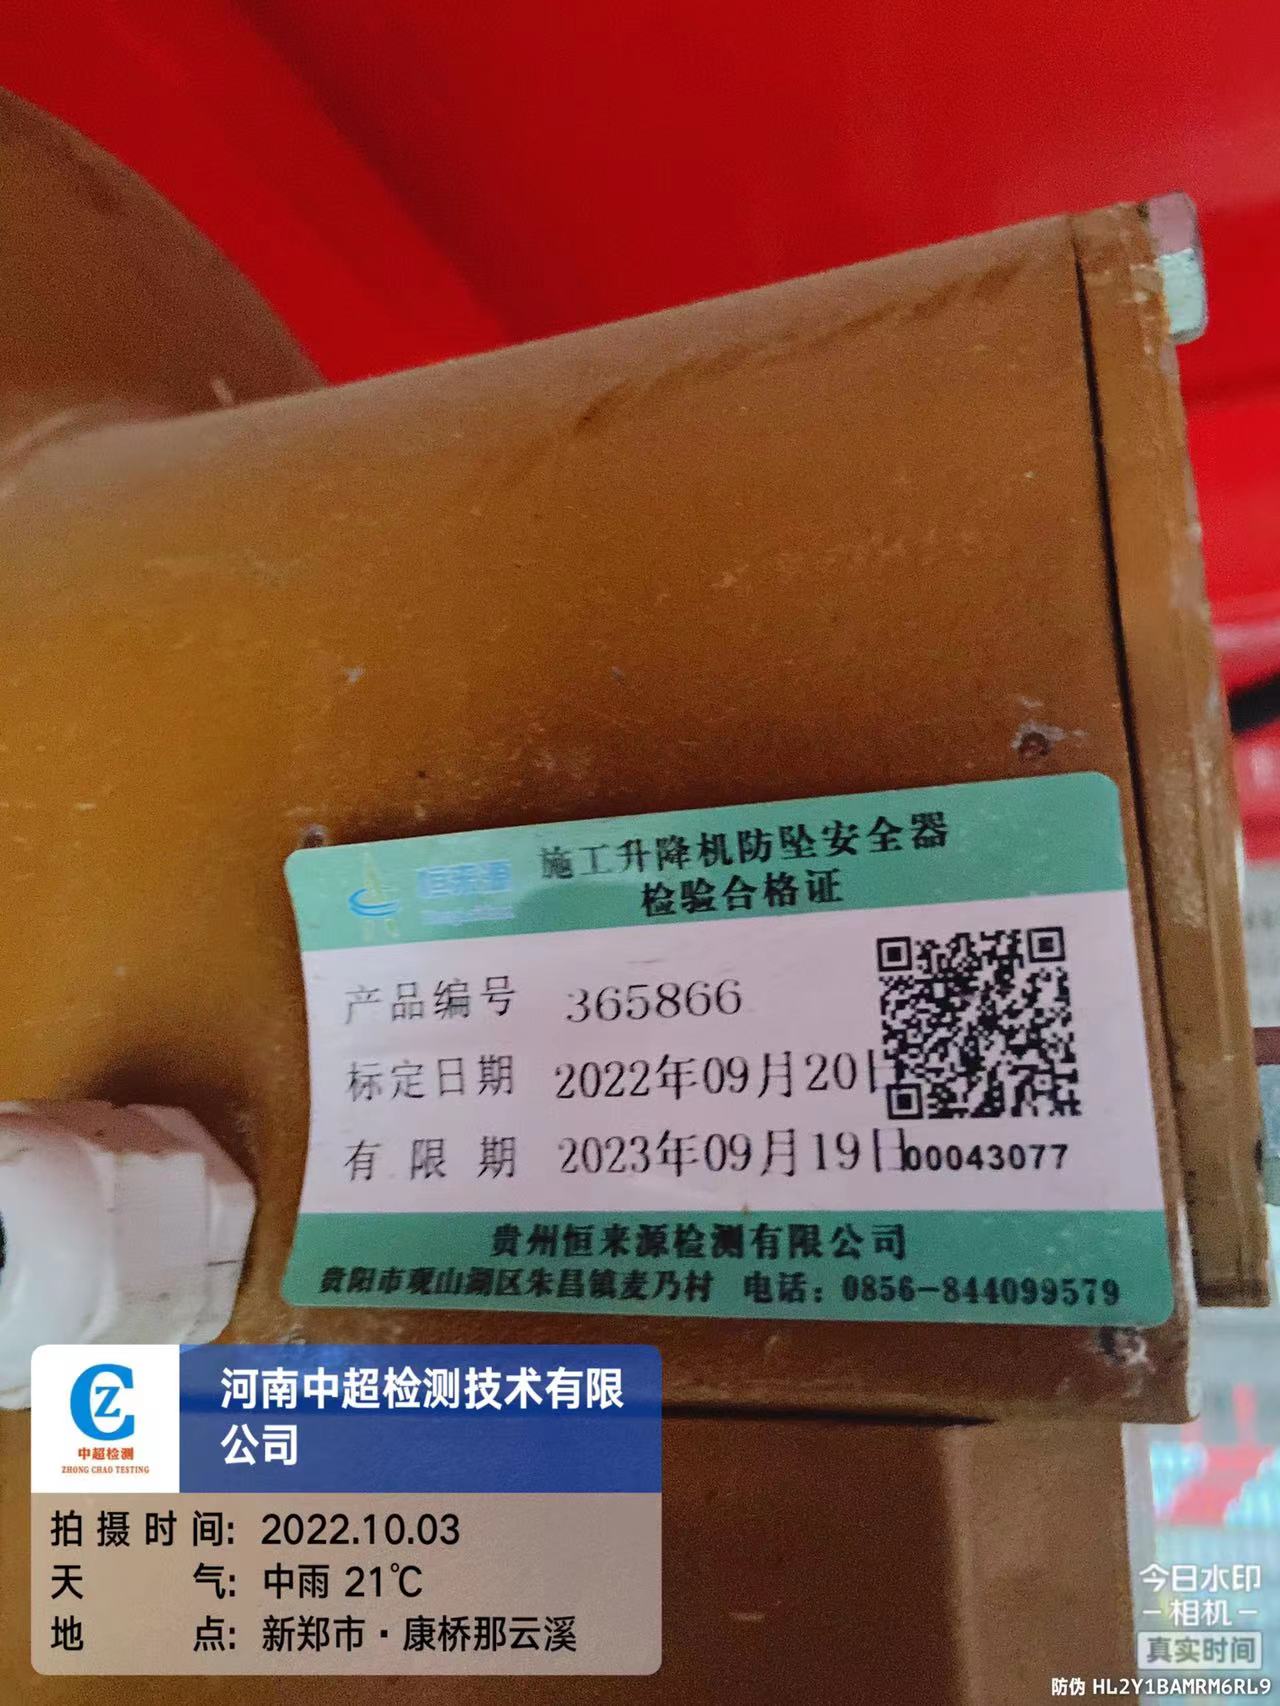 恒来源
施工升降机防坠安全器
检验合格证
产品编号 365866
标定日期 2022年09月20日
有限期 2023年09月19日
00043077
贵州恒来源检测有限公司
贵阳市观山湖区朱昌镇麦乃村 电话：0856-844099579
CZ
中超检测
ZHONG CHAO TESTING
河南中超检测技术有限
公司
拍摄时间: 2022.10.03
天气: 中雨 21℃
地点: 新郑市·康桥那云溪
今日水印
相机
真实时间
防伪 HL2Y1BAMRM6RL9